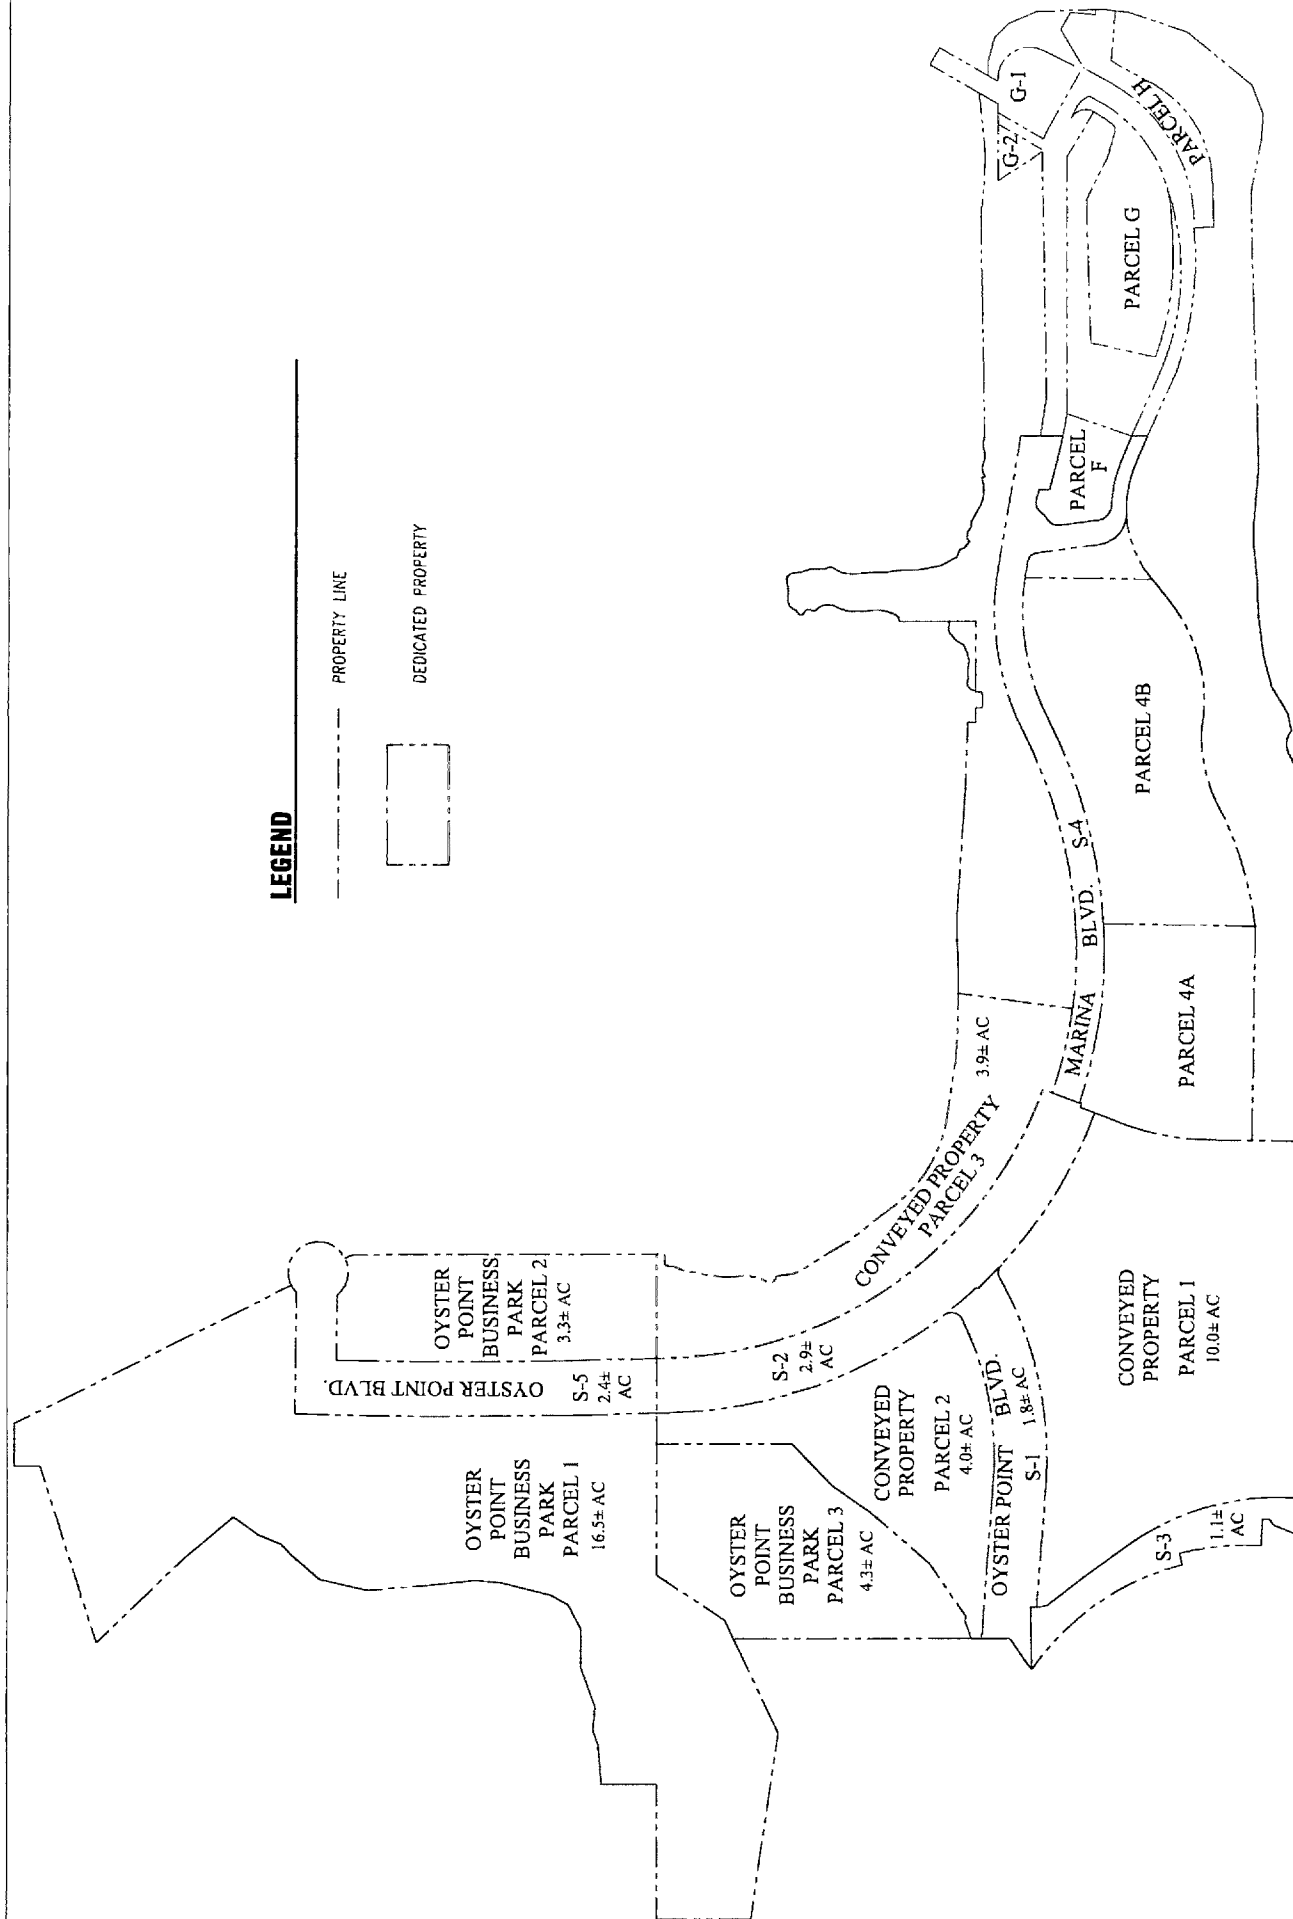 LEGEND
PROPERTY LINE
DEDICATED PROPERTY
OYSTER
POINT
BUSINESS
PARK
PARCEL 1
16.5± AC
OYSTER POINT BLVD.
S-5
2.4±
AC
OYSTER
POINT
BUSINESS
PARK
PARCEL 2
3.3± AC
OYSTER
POINT
BUSINESS
PARK
PARCEL 3
4.3± AC
S-2
2.9±
AC
CONVEYED
PROPERTY
PARCEL 2
4.0± AC
CONVEYED PROPERTY
PARCEL 3
3.9± AC
OYSTER POINT BLVD.
S-1
1.8± AC
S-3
1.1±
AC
CONVEYED
PROPERTY
PARCEL 1
10.0± AC
MARINA BLVD. S-4
PARCEL 4A
PARCEL 4B
PARCEL
F
PARCEL G
G-2
G-1
PARCEL H